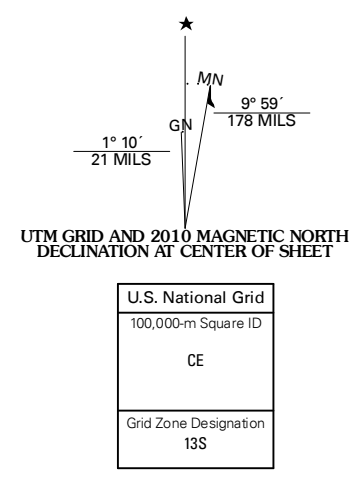 MN
9° 59´
178 MILS
GN
1° 10´
21 MILS
UTM GRID AND 2010 MAGNETIC NORTH
DECLINATION AT CENTER OF SHEET
U.S. National Grid
100,000-m Square ID
CE
Grid Zone Designation
13S